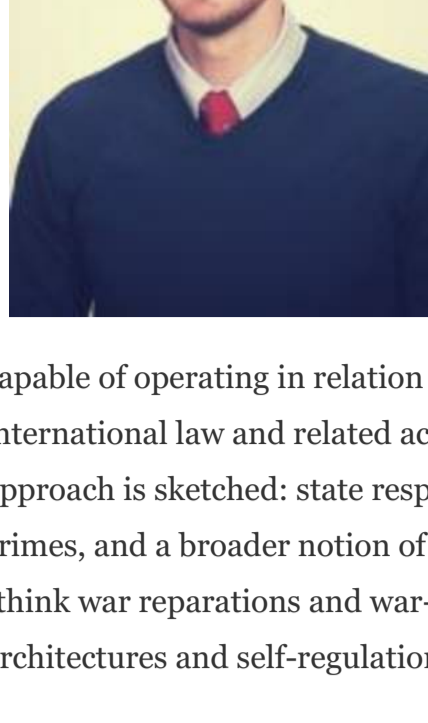 apable of operating in relation
nternational law and related ac
pproach is sketched: state resp
rimes, and a broader notion of
think war reparations and war-
rchitectures and self-regulation